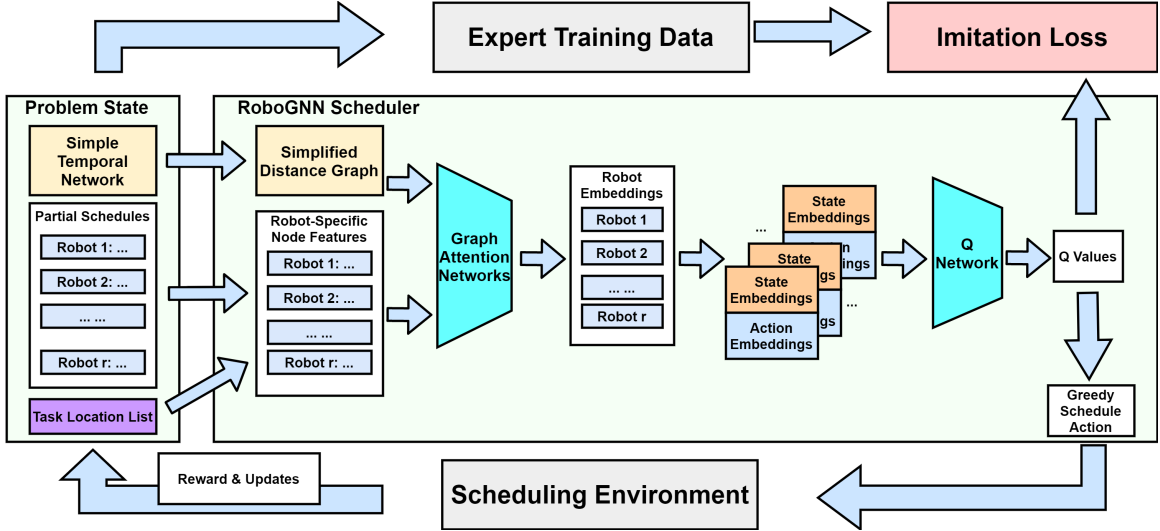 Expert Training Data
Imitation Loss
Problem State
Simple
Temporal
Network
Partial Schedules
Robot 1: ...
Robot 2: ...
... ...
Robot r: ...
Task Location List
RoboGNN Scheduler
Simplified
Distance Graph
Robot-Specific
Node Features
Robot 1: ...
Robot 2: ...
... ...
Robot r: ...
Graph
Attention
Networks
Robot
Embeddings
Robot 1
Robot 2
... ...
Robot r
...
State
Embeddings
State
...
State
Embeddings
Action
Embeddings
Q
Network
Q Values
Greedy
Schedule
Action
Reward & Updates
Scheduling Environment